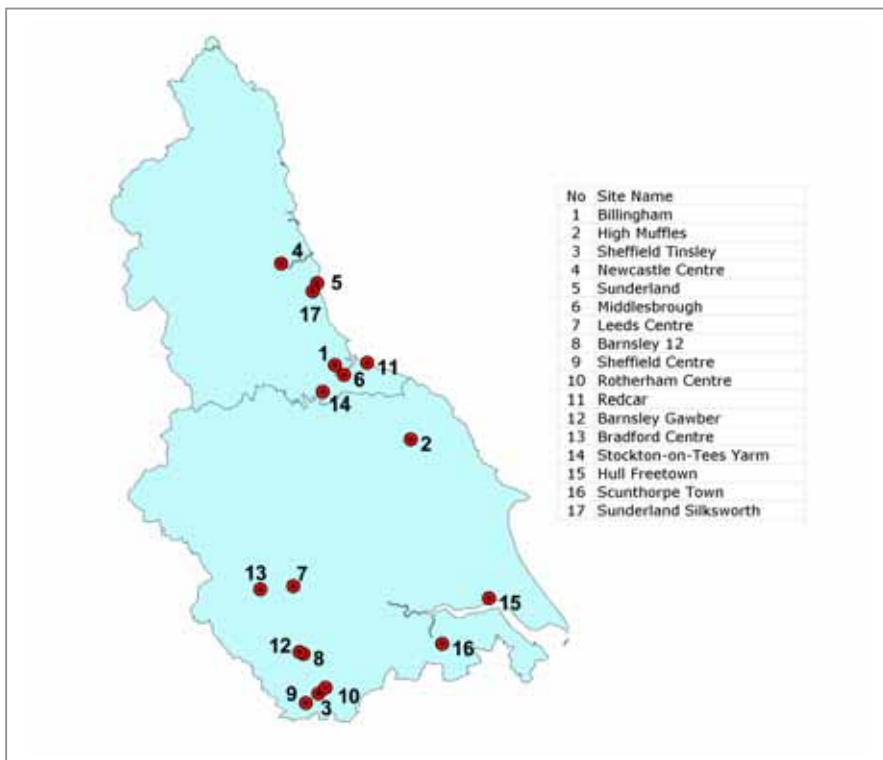 No Site Name
1 Billingham
2 High Muffles
3 Sheffield Tinsley
4 Newcastle Centre
5 Sunderland
6 Middlesbrough
7 Leeds Centre
8 Barnsley 12
9 Sheffield Centre
10 Rotherham Centre
11 Redcar
12 Barnsley Gawber
13 Bradford Centre
14 Stockton-on-Tees Yarm
15 Hull Freetown
16 Scunthorpe Town
17 Sunderland Silksworth
4
5
17
1
11
6
14
2
13
7
15
12
8
16
9
10
3